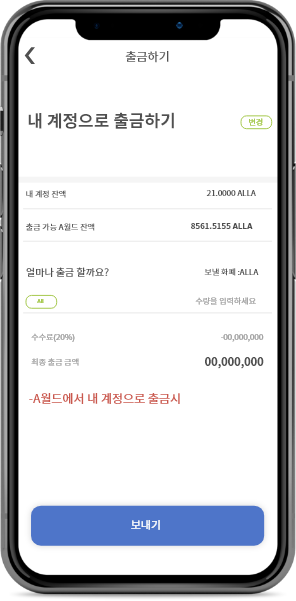 출금하기
내 계정으로 출금하기
변경
내 계정 잔액
21.0000 ALLA
출금 가능 A월드 잔액
8561.5155 ALLA
얼마나 출금 할까요?
보낼 화폐 :ALLA
All
수량을 입력하세요
수수료(20%)
-00,000,000
최종 출금 금액
00,000,000
-A월드에서 내 계정으로 출금시
보내기